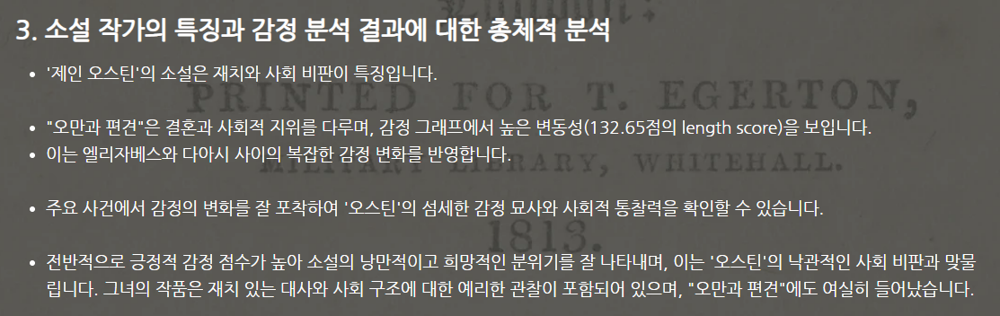 3. 소설 작가의 특징과 감정 분석 결과에 대한 총체적 분석
• '제인 오스틴'의 소설은 재치와 사회 비판이 특징입니다.
PRINTED FOR T. EGERTON,
• "오만과 편견"은 결혼과 사회적 지위를 다루며, 감정 그래프에서 높은 변동성(132.65점의 length score)을 보입니다.
• 이는 엘리자베스와 다아시 사이의 복잡한 감정 변화를 반영합니다.
MILITARY LIBRARY, WHITEHALL.
• 주요 사건에서 감정의 변화를 잘 포착하여 '오스틴'의 섬세한 감정 묘사와 사회적 통찰력을 확인할 수 있습니다.
1813.
• 전반적으로 긍정적 감정 점수가 높아 소설의 낭만적이고 희망적인 분위기를 잘 나타내며, 이는 '오스틴'의 낙관적인 사회 비판과 맞물
립니다. 그녀의 작품은 재치 있는 대사와 사회 구조에 대한 예리한 관찰이 포함되어 있으며, "오만과 편견"에도 여실히 들어났습니다.